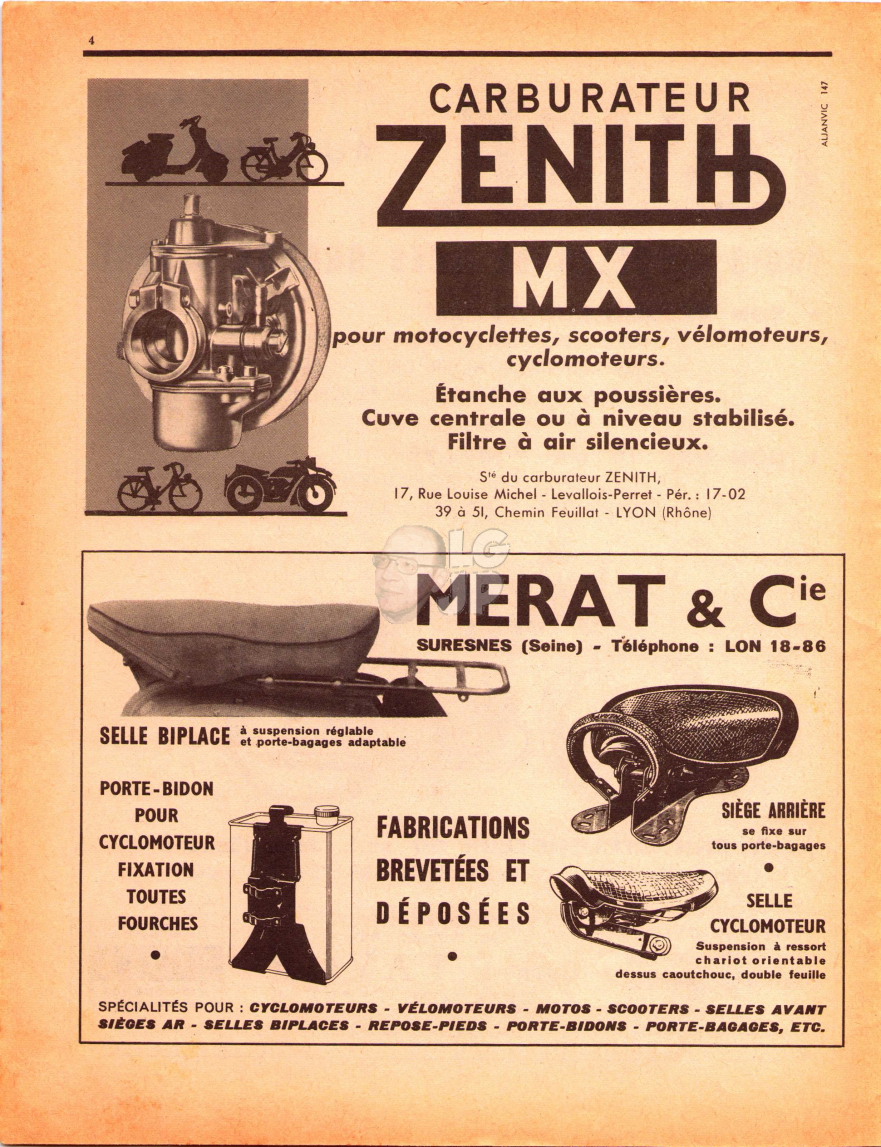 4
CARBURATEUR
ZENITH
MX
pour motocyclettes, scooters, vélomoteurs,
cyclomoteurs.
Étanche aux poussières.
Cuve centrale ou à niveau stabilisé.
Filtre à air silencieux.
Sté du carburateur ZENITH,
17, Rue Louise Michel - Levallois-Perret - Pér. : 17-02
39 à 51, Chemin Feuillat - LYON (Rhône)
ALJANVIC 147
LG
MP
MERAT & Cie
SURESNES (Seine) - Téléphone : LON 18-86
SELLE BIPLACE à suspension réglable
et porte-bagages adaptable
PORTE-BIDON
POUR
CYCLOMOTEUR
FIXATION
TOUTES
FOURCHES
FABRICATIONS
BREVETÉES ET
DÉPOSÉES
SIÈGE ARRIÈRE
se fixe sur
tous porte-bagages
SELLE
CYCLOMOTEUR
Suspension à ressort
chariot orientable
dessus caoutchouc, double feuille
SPÉCIALITÉS POUR : CYCLOMOTEURS - VÉLOMOTEURS - MOTOS - SCOOTERS - SELLES AVANT
SIÈGES AR - SELLES BIPLACES - REPOSE-PIEDS - PORTE-BIDONS - PORTE-BAGAGES, ETC.